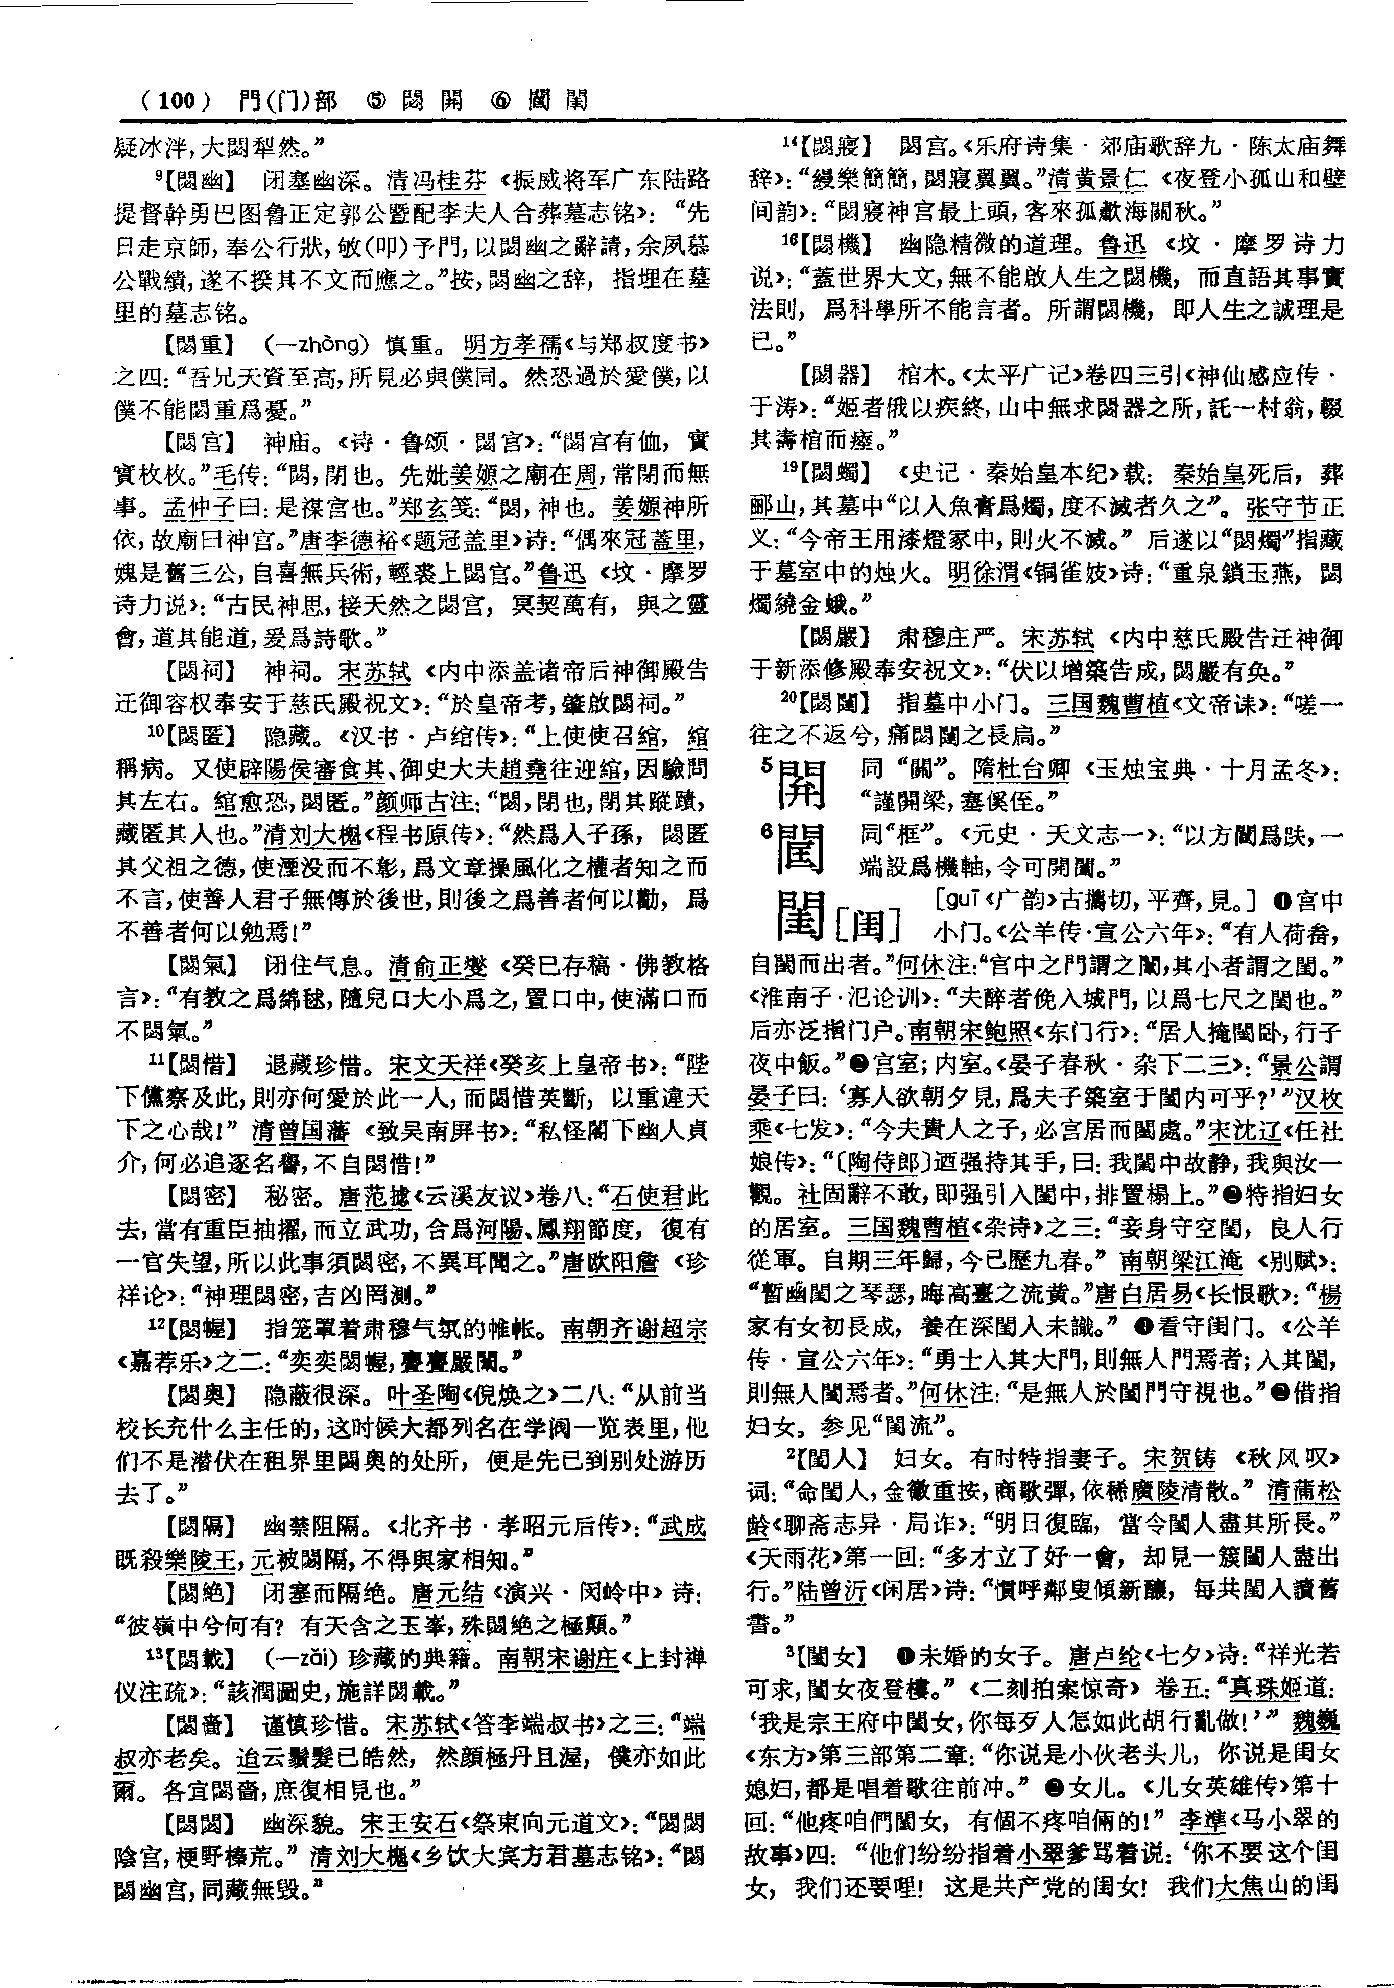 (100) 門(门)部 ⑤ 閟 開 ⑥ 閫 閨
疑冰泮，大閟犁然。”
⁹【閟幽】 闭塞幽深。清冯桂芬《振威将军广东陆路
提督幹勇巴图鲁正定郭公暨配李夫人合葬墓志铭》：“先
日走京師，奉公行狀，敂(叩)予門，以閟幽之辭請，余夙慕
公戰績，遂不揆其不文而應之。”按，閟幽之辞，指埋在墓
里的墓志铭。
【閟重】 (—zhòng) 慎重。明方孝孺《与郑叔度书》
之四：“吾兄天資至高，所見必與僕同。然恐過於愛僕，以
僕不能閟重爲憂。”
【閟宫】 神庙。《诗·鲁颂·閟宫》：“閟宫有侐，實
實枚枚。”毛传：“閟，閉也。先妣姜嫄之廟在周，常閉而無
事。孟仲子曰：是禖宫也。”郑玄笺：“閟，神也。姜嫄神所
依，故廟曰神宫。”唐李德裕《题冠盖里》诗：“偶來冠蓋里，
媿是舊三公，自喜無兵術，輕裘上閟宫。”鲁迅《坟·摩罗
诗力说》：“古民神思，接天然之閟宫，冥契萬有，與之靈
會，道其能道，爰爲詩歌。”
【閟祠】 神祠。宋苏轼《内中添盖诸帝后神御殿告
迁御容权奉安于慈氏殿祝文》：“於皇帝考，肇啟閟祠。”
¹⁰【閟匿】 隐藏。《汉书·卢绾传》：“上使使召綰，綰
稱病。又使辟陽侯審食其、御史大夫趙堯往迎綰，因驗問
其左右。綰愈恐，閟匿。”颜师古注：“閟，閉也，閉其蹤蹟，
藏匿其人也。”清刘大櫆《程书原传》：“然爲人子孫，閟匿
其父祖之德，使湮没而不彰，爲文章操風化之權者知之而
不言，使善人君子無傳於後世，則後之爲善者何以勸，爲
不善者何以勉焉！”
【閟氣】 闭住气息。清俞正燮《癸巳存稿·佛教格
言》：“有教之爲綿毬，隨兒口大小爲之，置口中，使滿口而
不閟氣。”
¹¹【閟惜】 退藏珍惜。宋文天祥《癸亥上皇帝书》：“陛
下儻察及此，則亦何愛於此一人，而閟惜英斷，以重違天
下之心哉！”清曾国藩《致吴南屏书》：“私怪閣下幽人貞
介，何必追逐名譽，不自閟惜！”
【閟密】 秘密。唐范摅《云溪友议》卷八：“石使君此
去，當有重臣抽擢，而立武功，合爲河陽、鳳翔節度，復有
一官失望，所以此事須閟密，不異耳聞之。”唐欧阳詹《珍
祥论》：“神理閟密，吉凶罔測。”
¹²【閟幄】 指笼罩着肃穆气氛的帷帐。南朝齐谢超宗
《嘉荐乐》之二：“奕奕閟幄，亹亹嚴闈。”
【閟奥】 隐蔽很深。叶圣陶《倪焕之》二八：“从前当
校长充什么主任的，这时候大都列名在学阀一览表里，他
们不是潜伏在租界里閟奥的处所，便是先已到别处游历
去了。”
【閟隔】 幽禁阻隔。《北齐书·孝昭元后传》：“武成
既殺樂陵王，元被閟隔，不得與家相知。”
【閟絶】 闭塞而隔绝。唐元结《演兴·闵岭中》诗：
“彼嶺中兮何有？有天含之玉峯，殊閟絶之極顛。”
¹³【閟載】 (—zǎi) 珍藏的典籍。南朝宋谢庄《上封禅
仪注疏》：“該潤圖史，施詳閟載。”
【閟嗇】 谨慎珍惜。宋苏轼《答李端叔书》之三：“端
叔亦老矣。迨云鬚髮已皓然，然顔極丹且渥，僕亦如此
爾。各宜閟嗇，庶復相見也。”
【閟閟】 幽深貌。宋王安石《祭東向元道文》：“閟閟
陰宫，梗野榛荒。”清刘大櫆《乡饮大宾方君墓志铭》：“閟
閟幽宫，同藏無毀。”
¹⁴【閟寢】 閟宫。《乐府诗集·郊庙歌辞九·陈太庙舞
辞》：“縵樂簡簡，閟寢翼翼。”清黄景仁《夜登小孤山和壁
间韵》：“閟寢神宫最上頭，客來孤歗海關秋。”
¹⁶【閟機】 幽隐精微的道理。鲁迅《坟·摩罗诗力
说》：“蓋世界大文，無不能啟人生之閟機，而直語其事實
法則，爲科學所不能言者。所謂閟機，即人生之誠理是
已。”
【閟器】 棺木。《太平广记》卷四三引《神仙感应传·
于涛》：“姬者俄以疾終，山中無求閟器之所，託一村翁，輟
其壽棺而瘞。”
¹⁹【閟蠋】 《史记·秦始皇本纪》载：秦始皇死后，葬
郦山，其墓中“以人魚膏爲燭，度不滅者久之”。张守节正
义：“今帝王用漆燈冢中，則火不滅。”后遂以“閟燭”指藏
于墓室中的烛火。明徐渭《铜雀妓》诗：“重泉鎖玉燕，閟
燭繞金蛾。”
【閟嚴】 肃穆庄严。宋苏轼《内中慈氏殿告迁神御
于新添修殿奉安祝文》：“伏以增築告成，閟嚴有奂。”
²⁰【閟闥】 指墓中小门。三国魏曹植《文帝诔》：“嗟一
往之不返兮，痛閟闥之長扃。”
⁵開 同“關”。隋杜台卿《玉烛宝典·十月孟冬》：
“謹開梁，塞傒徑。”
⁶閫 同“框”。《元史·天文志一》：“以方閫爲趺，一
端設爲機軸，令可開闔。”
閨[闺] [guī《广韵》古攜切，平齊，見。] ❶宫中
小门。《公羊传·宣公六年》：“有人荷畚，
自閨而出者。”何休注：“宫中之門謂之闈，其小者謂之閨。”
《淮南子·氾论训》：“夫醉者俛入城門，以爲七尺之閨也。”
后亦泛指门户。南朝宋鲍照《东门行》：“居人掩閨卧，行子
夜中飯。”❷宫室；内室。《晏子春秋·杂下二三》：“景公謂
晏子曰：‘寡人欲朝夕見，爲夫子築室于閨内可乎？’”汉枚
乘《七发》：“今夫貴人之子，必宫居而閨處。”宋沈辽《任社
娘传》：“〔陶侍郎〕迺强持其手，曰：我閨中故静，我與汝一
觀。社固辭不敢，即强引入閨中，排置榻上。”❸特指妇女
的居室。三国魏曹植《杂诗》之三：“妾身守空閨，良人行
從軍。自期三年歸，今已歷九春。”南朝梁江淹《别赋》：
“暫幽閨之琴瑟，晦高臺之流黄。”唐白居易《长恨歌》：“楊
家有女初長成，養在深閨人未識。”❹看守闺门。《公羊
传·宣公六年》：“勇士入其大門，則無人門焉者；入其閨，
則無人閨焉者。”何休注：“是無人於閨門守視也。”❺借指
妇女。参见“閨流”。
²【閨人】 妇女。有时特指妻子。宋贺铸《秋风叹》
词：“命閨人，金徽重按，商歌彈，依稀廣陵清散。”清蒲松
龄《聊斋志异·局诈》：“明日復臨，當令閨人盡其所長。”
《天雨花》第一回：“多才立了好一會，却見一簇閨人盡出
行。”陆曾沂《闲居》诗：“慣呼鄰叟傾新釀，每共閨人讀舊
書。”
³【閨女】 ❶未婚的女子。唐卢纶《七夕》诗：“祥光若
可求，閨女夜登樓。”《二刻拍案惊奇》卷五：“真珠姬道：
‘我是宗王府中閨女，你每歹人怎如此胡行亂做！’”魏巍
《东方》第三部第二章：“你说是小伙老头儿，你说是闺女
媳妇，都是唱着歌往前冲。”❷女儿。《儿女英雄传》第十
回：“他疼咱們閨女，有個不疼咱倆的！”李準《马小翠的
故事》四：“他们纷纷指着小翠爹骂着说：‘你不要这个闺
女，我们还要哩！这是共产党的闺女！我们大焦山的闺